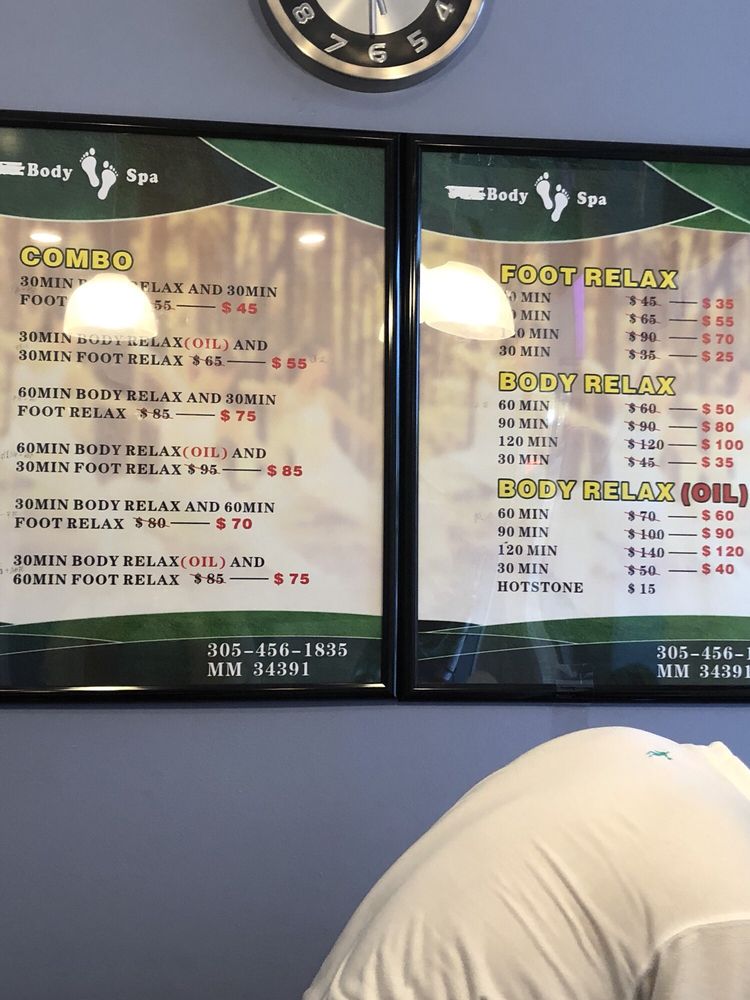 8 7 6 5 4
Body Spa
COMBO
30MIN RELAX AND 30MIN
FOOT $ 45
30MIN BODY RELAX(OIL) AND
30MIN FOOT RELAX $ 65 $ 55
60MIN BODY RELAX AND 30MIN
FOOT RELAX $ 85 $ 75
60MIN BODY RELAX(OIL) AND
30MIN FOOT RELAX $ 95 $ 85
30MIN BODY RELAX AND 60MIN
FOOT RELAX $ 80 $ 70
30MIN BODY RELAX(OIL) AND
60MIN FOOT RELAX $ 85 $ 75
305-456-1835
MM 34391
Body Spa
FOOT RELAX
MIN $ 45 $ 35
MIN $ 65 $ 55
MIN $ 90 $ 70
30 MIN $ 35 $ 25
BODY RELAX
60 MIN $ 60 $ 50
90 MIN $ 90 $ 80
120 MIN $ 120 $ 100
30 MIN $ 45 $ 35
BODY RELAX (OIL)
60 MIN $ 70 $ 60
90 MIN $ 100 $ 90
120 MIN $ 140 $ 120
30 MIN $ 50 $ 40
HOTSTONE $ 15
305-456-1
MM 34391